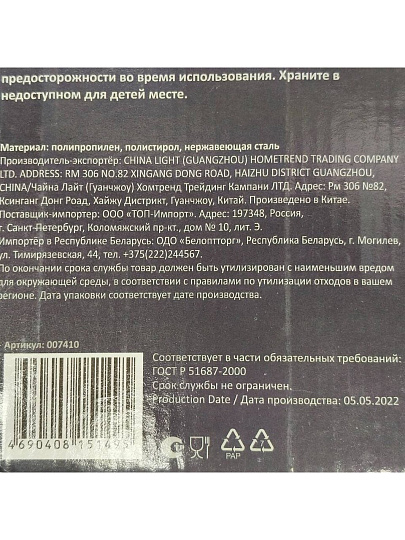 предосторожности во время использования. Храните в
недоступном для детей месте.
Материал: полипропилен, полистирол, нержавеющая сталь
Производитель-экспортёр: CHINA LIGHT (GUANGZHOU) HOMETREND TRADING COMPANY
LTD. ADDRESS: RM 306 NO.82 XINGANG DONG ROAD, HAIZHU DISTRICT GUANGZHOU,
CHINA/Чайна Лайт (Гуанчжоу) Хомтренд Трейдинг Кампани ЛТД. Адрес: Рм 306 №82,
Ксинганг Донг Роад, Хайжу Дистрикт, Гуанчжоу, Китай. Произведено в Китае.
Поставщик-импортер: ООО «ТОП-Импорт». Адрес: 197348, Россия,
г. Санкт-Петербург, Коломяжский пр-кт., дом № 10, лит. Э.
Импортёр в Республике Беларусь: ОДО «Белопторг», Республика Беларусь, г. Могилев,
ул. Тимирязевская, 44, тел. +375(222)244567.
По окончании срока службы товар должен быть утилизирован с наименьшим вредом
для окружающей среды, в соответствии с правилами по утилизации отходов в вашем
регионе. Дата упаковки соответствует дате производства.
Артикул: 007410
Соответствует в части обязательных требований:
ГОСТ Р 51687-2000
Срок службы не ограничен.
Production Date / Дата производства: 05.05.2022
4690408 151495
PAP